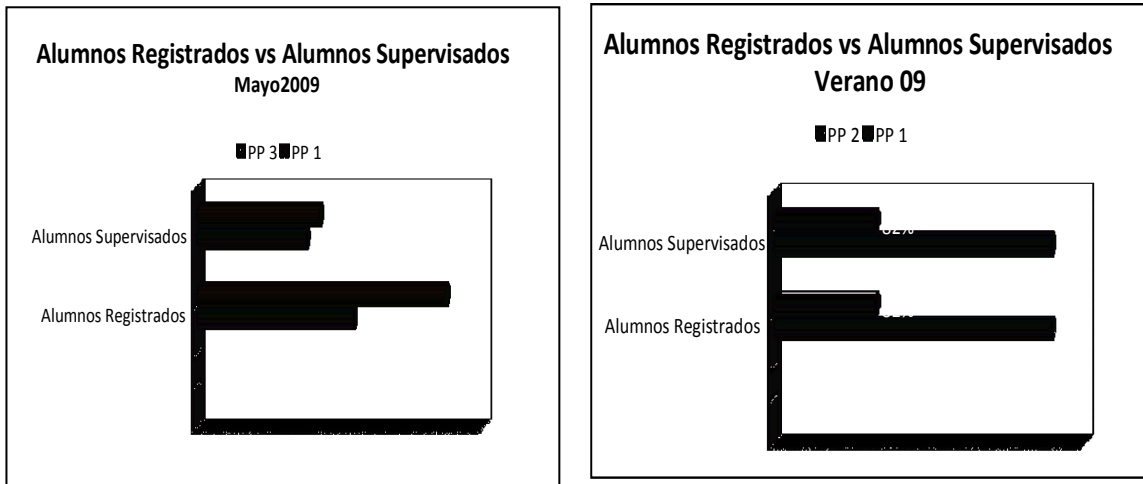 Alumnos Registrados vs Alumnos Supervisados
Mayo2009
PP 3 PP 1
Alumnos Supervisados
Alumnos Registrados
Alumnos Registrados vs Alumnos Supervisados
Verano 09
PP 2 PP 1
Alumnos Supervisados
Alumnos Registrados